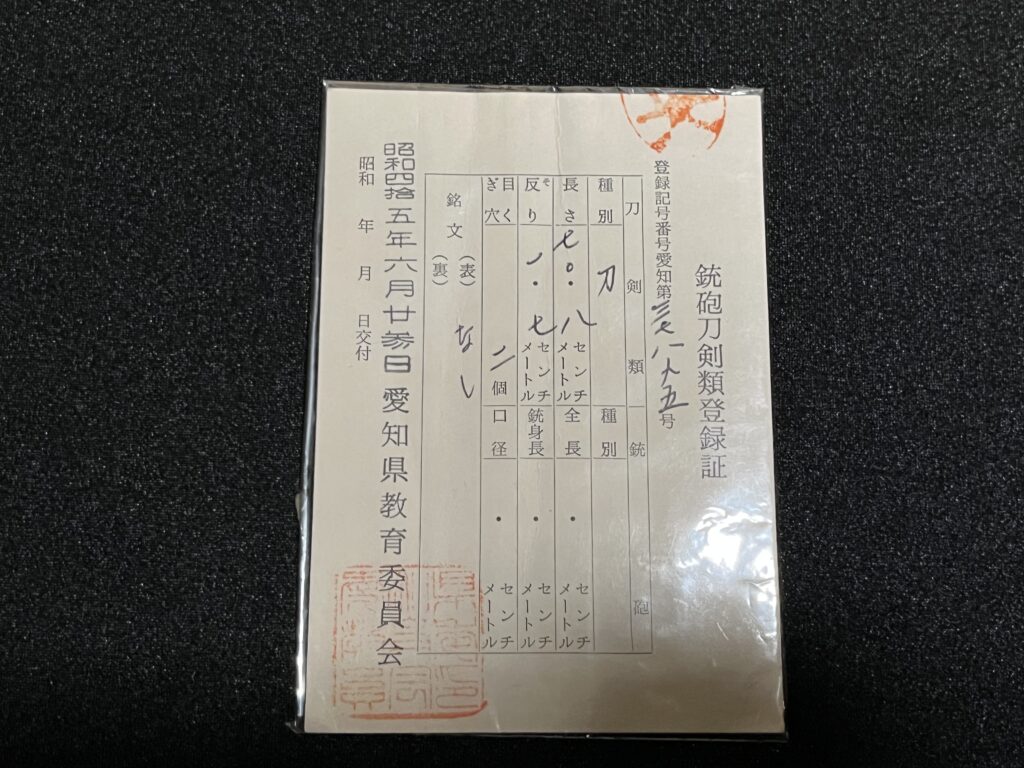 銃砲刀剣類登録証
登録記号番号愛知第三七八一五号
刀剣類
銃砲
種別 刀
種別
長さ 七〇・八 センチメートル
全長 ・ センチメートル
反り 一・七 センチメートル
銃身長 ・ センチメートル
目くぎ穴 二個
口径 ・ センチメートル
銘文
(表) なし
(裏)
昭和四拾五年六月廿参日 愛知県教育委員会
昭和 年 月 日交付